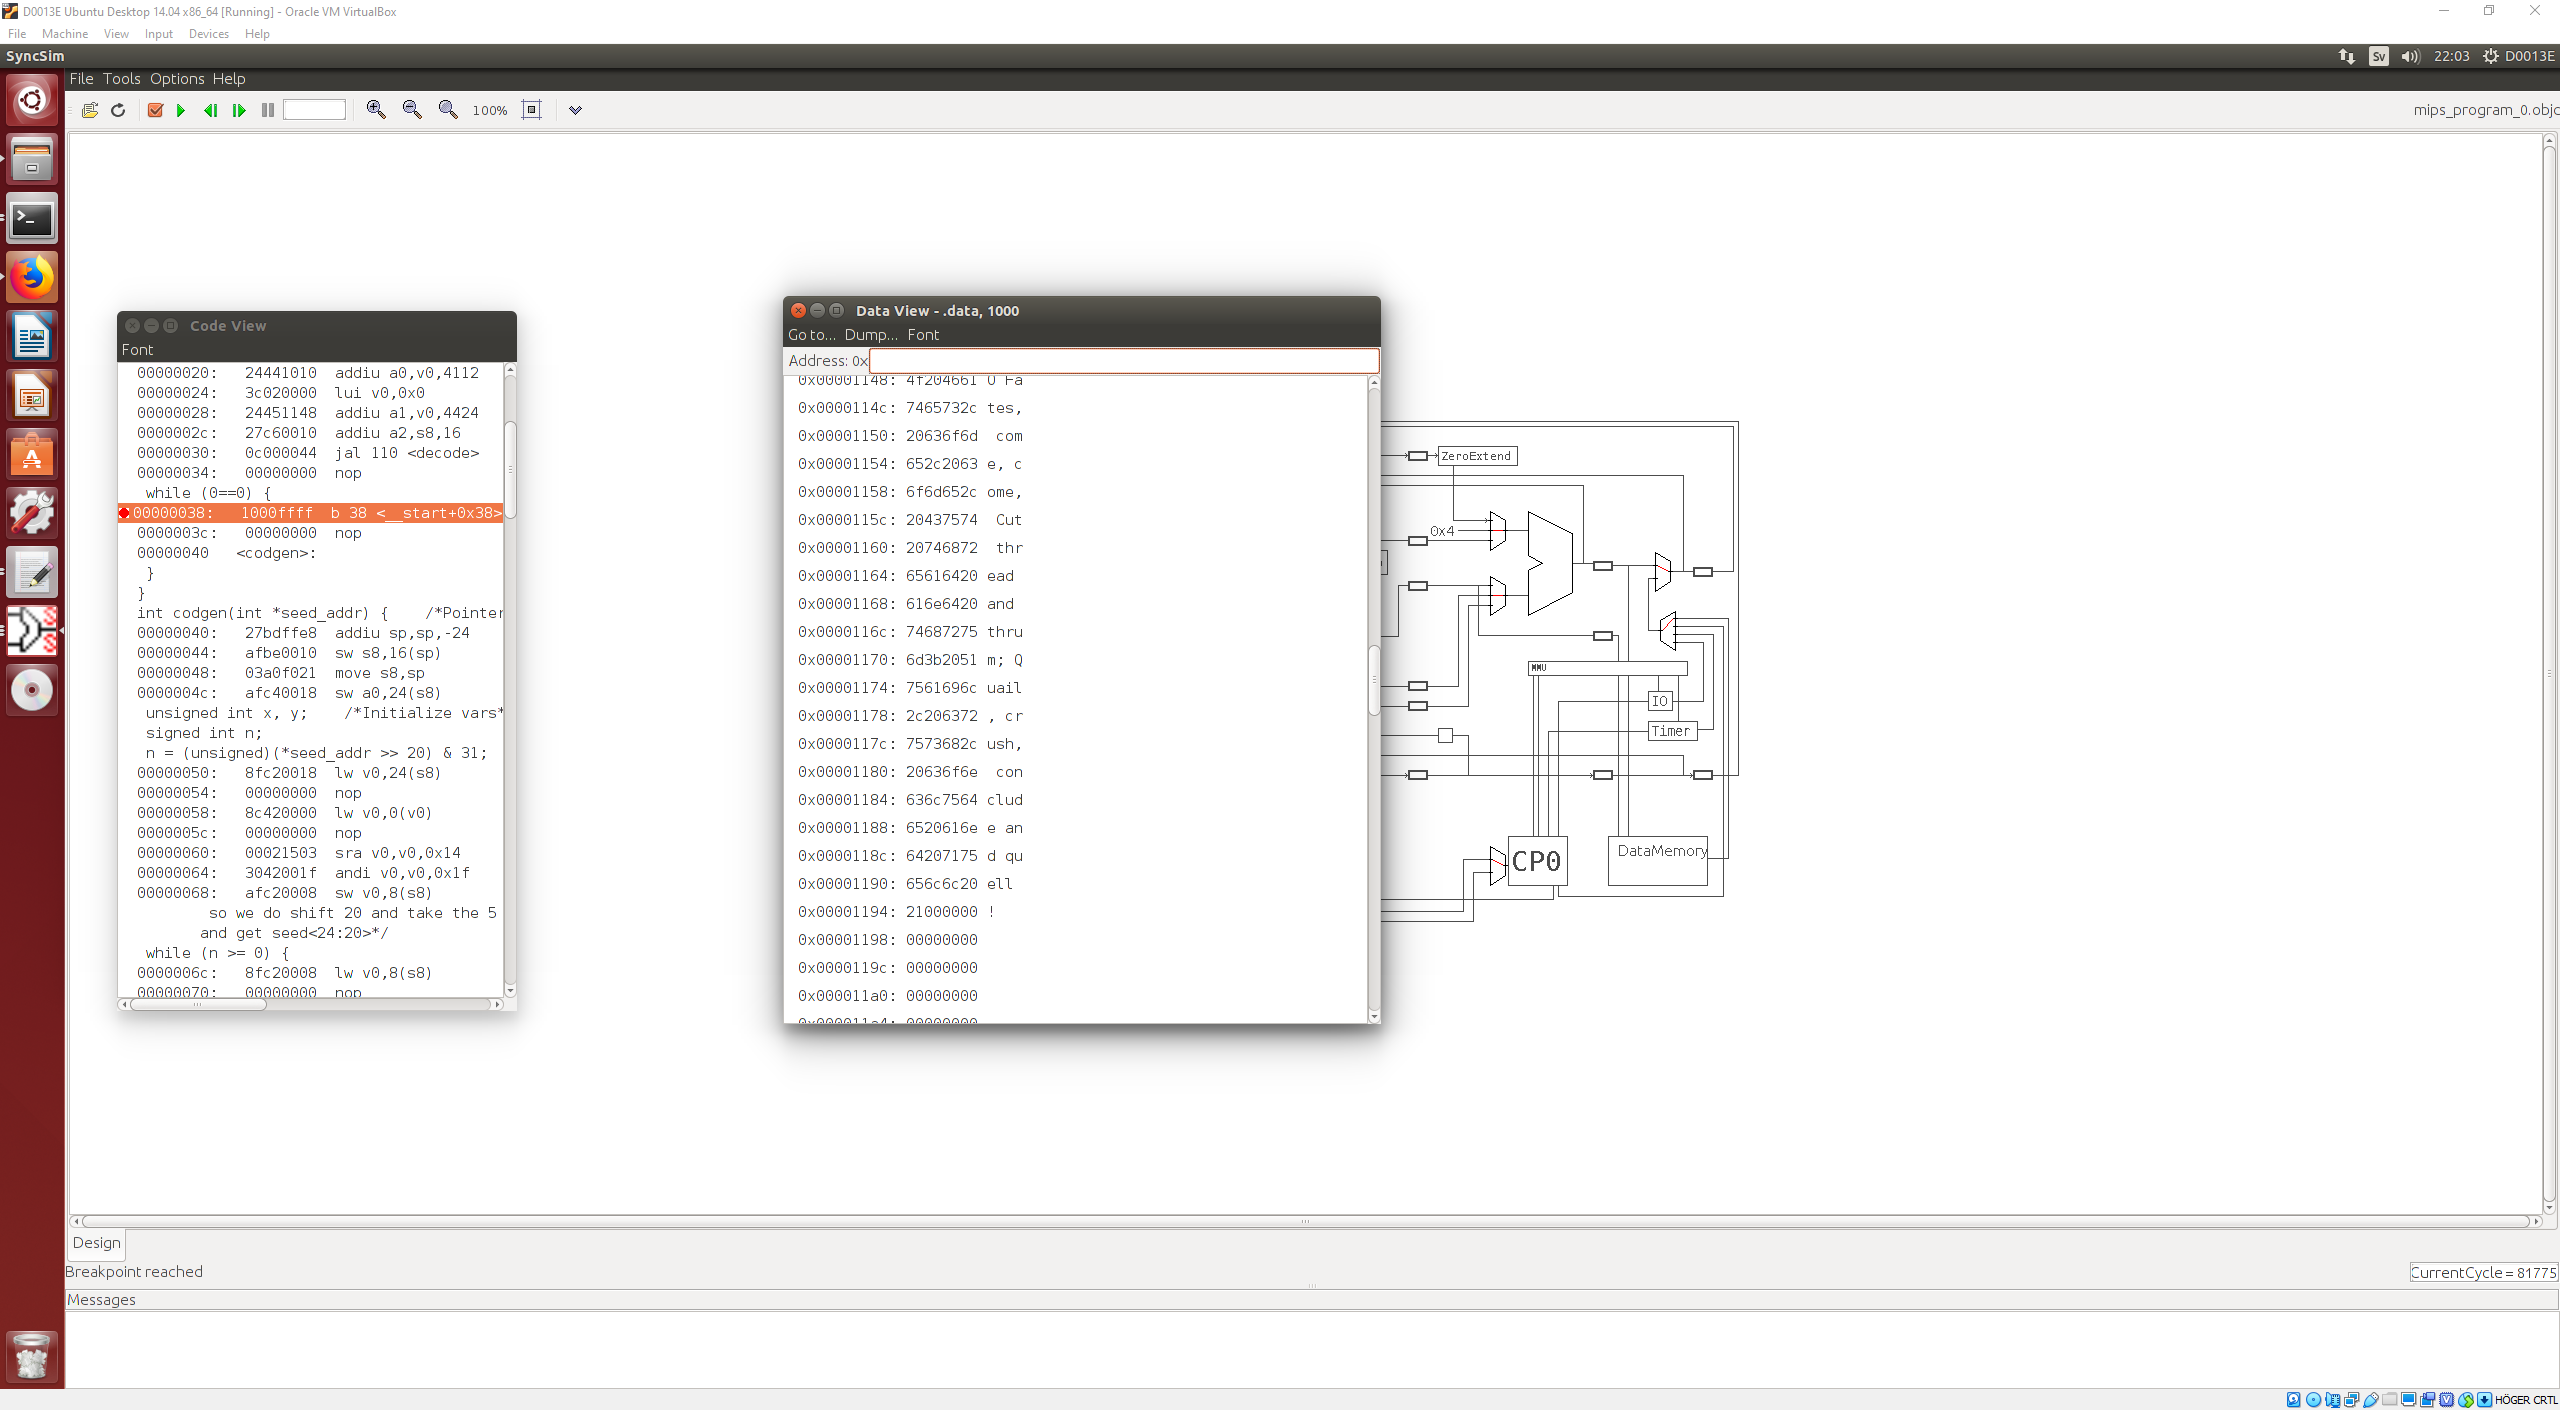 D0013E Ubuntu Desktop 14.04 x86_64 [Running] - Oracle VM VirtualBox
File Machine View Input Devices Help
SyncSim
Sv 22:03 D0013E
File Tools Options Help
100%
mips_program_0.objc
Code View
Font
00000020: 24441010 addiu a0,v0,4112
00000024: 3c020000 lui v0,0x0
00000028: 24451148 addiu a1,v0,4424
0000002c: 27c60010 addiu a2,s8,16
00000030: 0c000044 jal 110 <decode>
00000034: 00000000 nop
while (0==0) {
00000038: 1000ffff b 38 <__start+0x38>
0000003c: 00000000 nop
00000040 <codgen>:
}
}
int codgen(int *seed_addr) { /*Pointer
00000040: 27bdffe8 addiu sp,sp,-24
00000044: afbe0010 sw s8,16(sp)
00000048: 03a0f021 move s8,sp
0000004c: afc40018 sw a0,24(s8)
unsigned int x, y; /*Initialize vars*
signed int n;
n = (unsigned)(*seed_addr >> 20) & 31;
00000050: 8fc20018 lw v0,24(s8)
00000054: 00000000 nop
00000058: 8c420000 lw v0,0(v0)
0000005c: 00000000 nop
00000060: 00021503 sra v0,v0,0x14
00000064: 3042001f andi v0,v0,0x1f
00000068: afc20008 sw v0,8(s8)
so we do shift 20 and take the 5
and get seed<24:20>*/
while (n >= 0) {
0000006c: 8fc20008 lw v0,8(s8)
00000070: 00000000 nop
Data View - .data, 1000
Go to... Dump... Font
Address: 0x
0x00001148: 4f204661 O Fa
0x0000114c: 7465732c tes,
0x00001150: 20636f6d com
0x00001154: 652c2063 e, c
0x00001158: 6f6d652c ome,
0x0000115c: 20437574 Cut
0x00001160: 20746872 thr
0x00001164: 65616420 ead
0x00001168: 616e6420 and
0x0000116c: 74687275 thru
0x00001170: 6d3b2051 m; Q
0x00001174: 7561696c uail
0x00001178: 2c206372 , cr
0x0000117c: 7573682c ush,
0x00001180: 20636f6e con
0x00001184: 636c7564 clud
0x00001188: 6520616e e an
0x0000118c: 64207175 d qu
0x00001190: 656c6c20 ell
0x00001194: 21000000 !
0x00001198: 00000000
0x0000119c: 00000000
0x000011a0: 00000000
0x000011a4: 00000000
ZeroExtend
0x4
MMU
IO
Timer
CP0
DataMemory
Design
Breakpoint reached
CurrentCycle = 81775
Messages
HÖGER CRTL